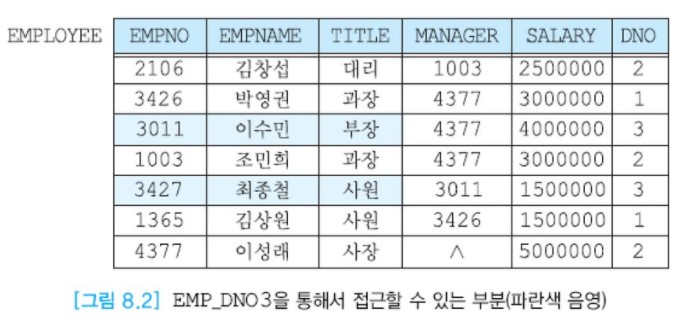 EMPLOYEE EMPNO EMPNAME TITLE MANAGER SALARY DNO
2106 김창섭 대리 1003 2500000 2
3426 박영권 과장 4377 3000000 1
3011 이수민 부장 4377 4000000 3
1003 조민희 과장 4377 3000000 2
3427 최종철 사원 3011 1500000 3
1365 김상원 사원 3426 1500000 1
4377 이성래 사장 ∧ 5000000 2
[그림 8.2] EMP_DNO3을 통해서 접근할 수 있는 부분(파란색 음영)